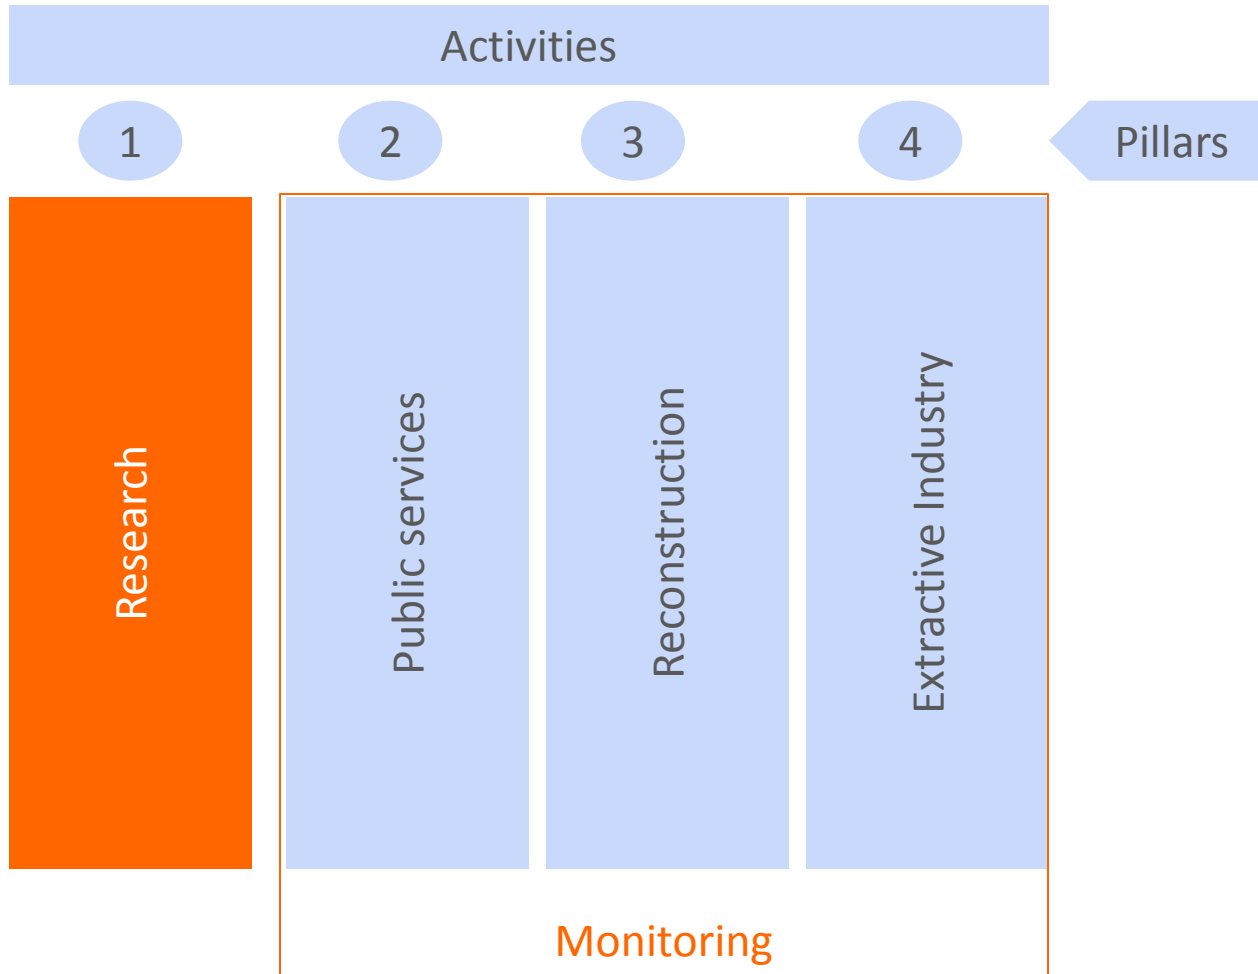 Activities
1
2
3
4
Pillars
Research
Public services
Reconstruction
Extractive Industry
Monitoring